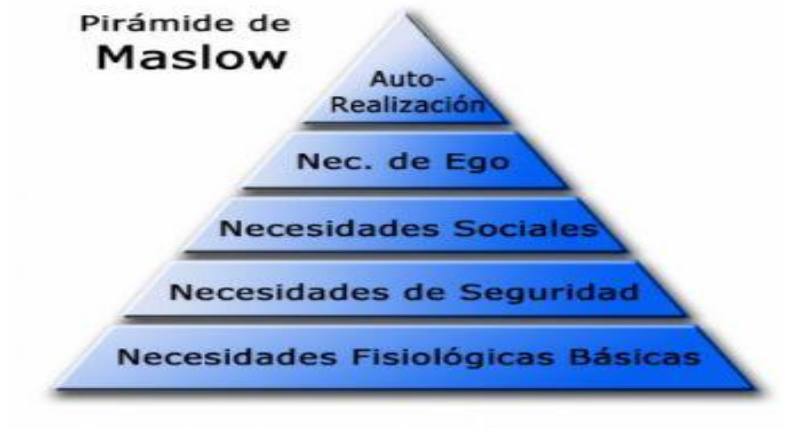 Pirámide de
Maslow
Auto-
Realización
Nec. de Ego
Necesidades Sociales
Necesidades de Seguridad
Necesidades Fisiológicas Básicas